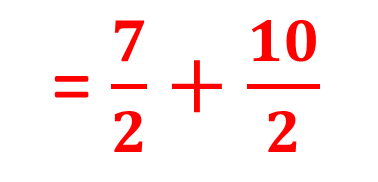 = 7/2 + 10/2